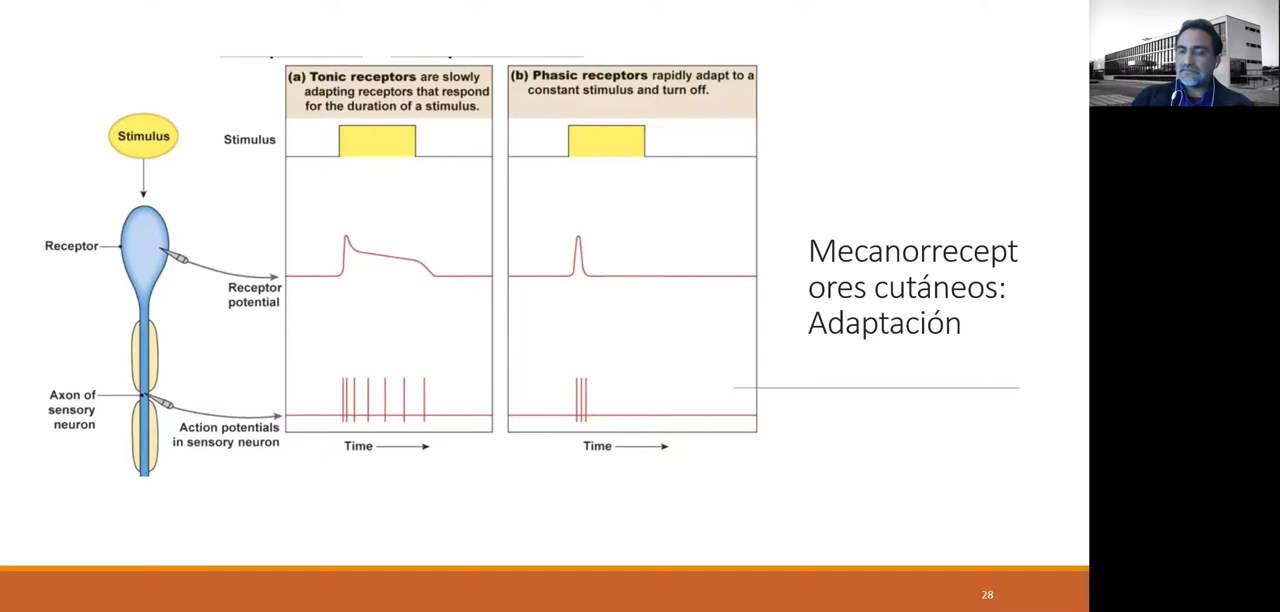 (a) Tonic receptors are slowly
adapting receptors that respond
for the duration of a stimulus.
(b) Phasic receptors rapidly adapt to a
constant stimulus and turn off.
Stimulus
Stimulus
Receptor
Receptor
potential
Axon of
sensory
neuron
Action potentials
in sensory neuron
Time
Time
Mecanorrecept
ores cutáneos:
Adaptación
28